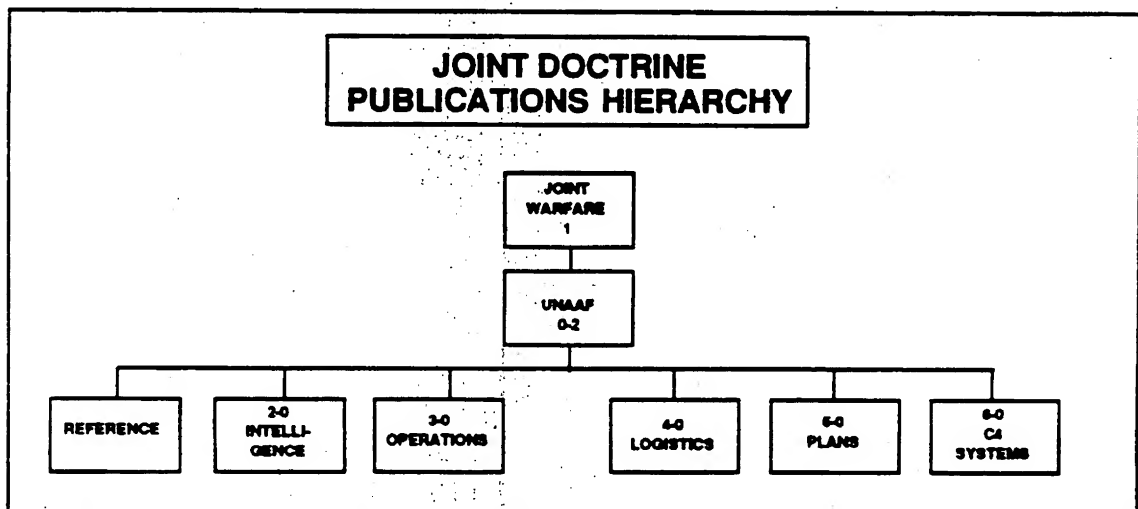 JOINT DOCTRINE
PUBLICATIONS HIERARCHY
JOINT
WARFARE
1
UNAAF
0-2
REFERENCE
2-0
INTELLI-
GENCE
3-0
OPERATIONS
4-0
LOGISTICS
5-0
PLANS
6-0
C4
SYSTEMS